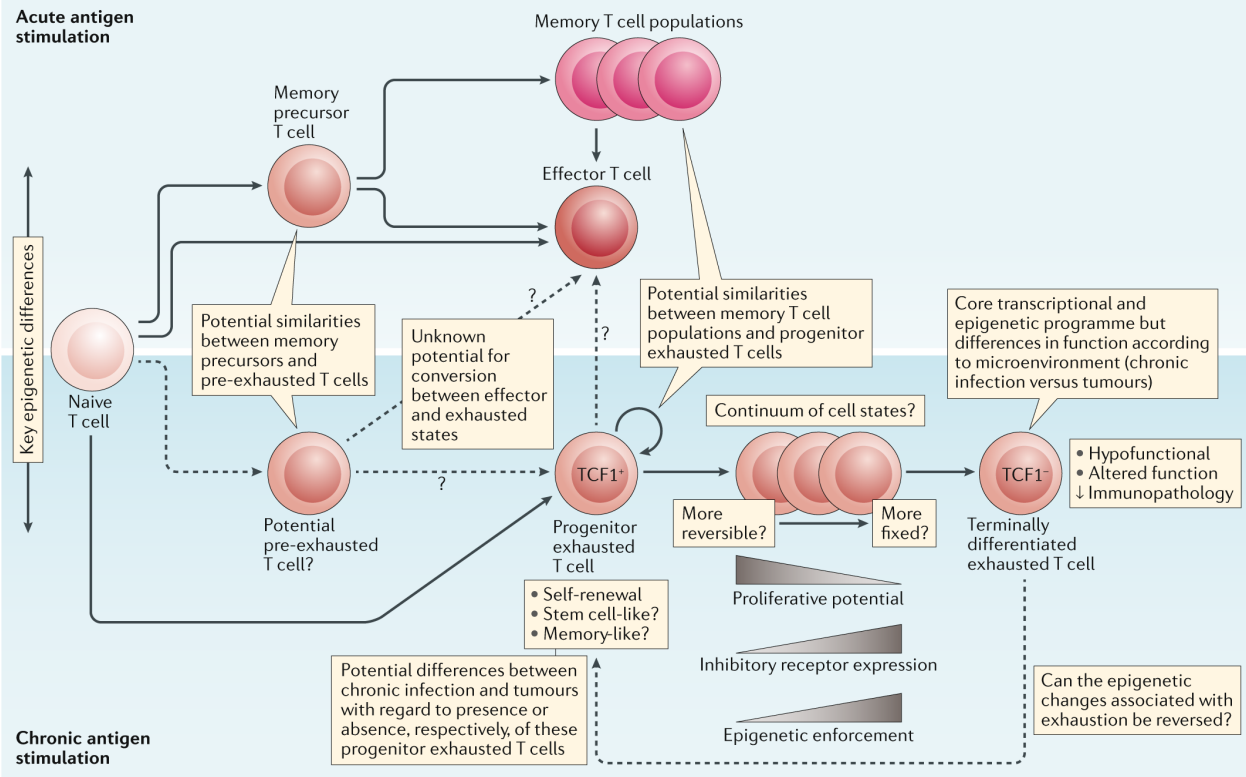 Acute antigen
stimulation
Memory T cell populations
Memory
precursor
T cell
Effector T cell
Key epigenetic differences
Naive
T cell
Potential similarities
between memory
precursors and
pre-exhausted T cells
?
Unknown
potential for
conversion
between effector
and exhausted
states
?
Potential similarities
between memory T cell
populations and progenitor
exhausted T cells
Core transcriptional and
epigenetic programme but
differences in function according
to microenvironment (chronic
infection versus tumours)
Continuum of cell states?
?
TCF1⁺
TCF1⁻
• Hypofunctional
• Altered function
↓ Immunopathology
Potential
pre-exhausted
T cell?
Progenitor
exhausted
T cell
More
reversible?
More
fixed?
Terminally
differentiated
exhausted T cell
• Self-renewal
• Stem cell-like?
• Memory-like?
Proliferative potential
Inhibitory receptor expression
Epigenetic enforcement
Potential differences between
chronic infection and tumours
with regard to presence or
absence, respectively, of these
progenitor exhausted T cells
Can the epigenetic
changes associated with
exhaustion be reversed?
Chronic antigen
stimulation